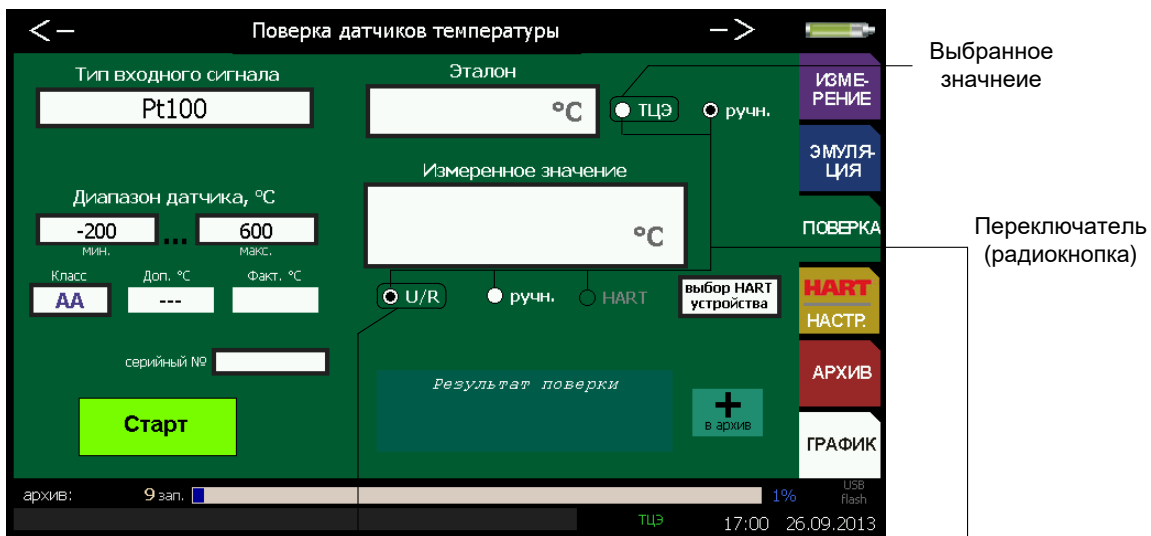 <– Поверка датчиков температуры –>
Тип входного сигнала
Pt100
Эталон
°C
ТЦЭ
ручн.
Измеренное значение
°C
U/R
ручн.
HART
выбор HART
устройства
Диапазон датчика, °C
-200 ... 600
мин. макс.
Класс Доп. °C Факт. °C
AA ---
серийный №
Старт
Результат поверки
+
в архив
ИЗМЕ-
РЕНИЕ
ЭМУЛЯ-
ЦИЯ
ПОВЕРКА
HART
НАСТР.
АРХИВ
ГРАФИК
архив: 9 зап. 1%
USB
flash
ТЦЭ 17:00 26.09.2013
Выбранное
значнеие
Переключатель
(радиокнопка)